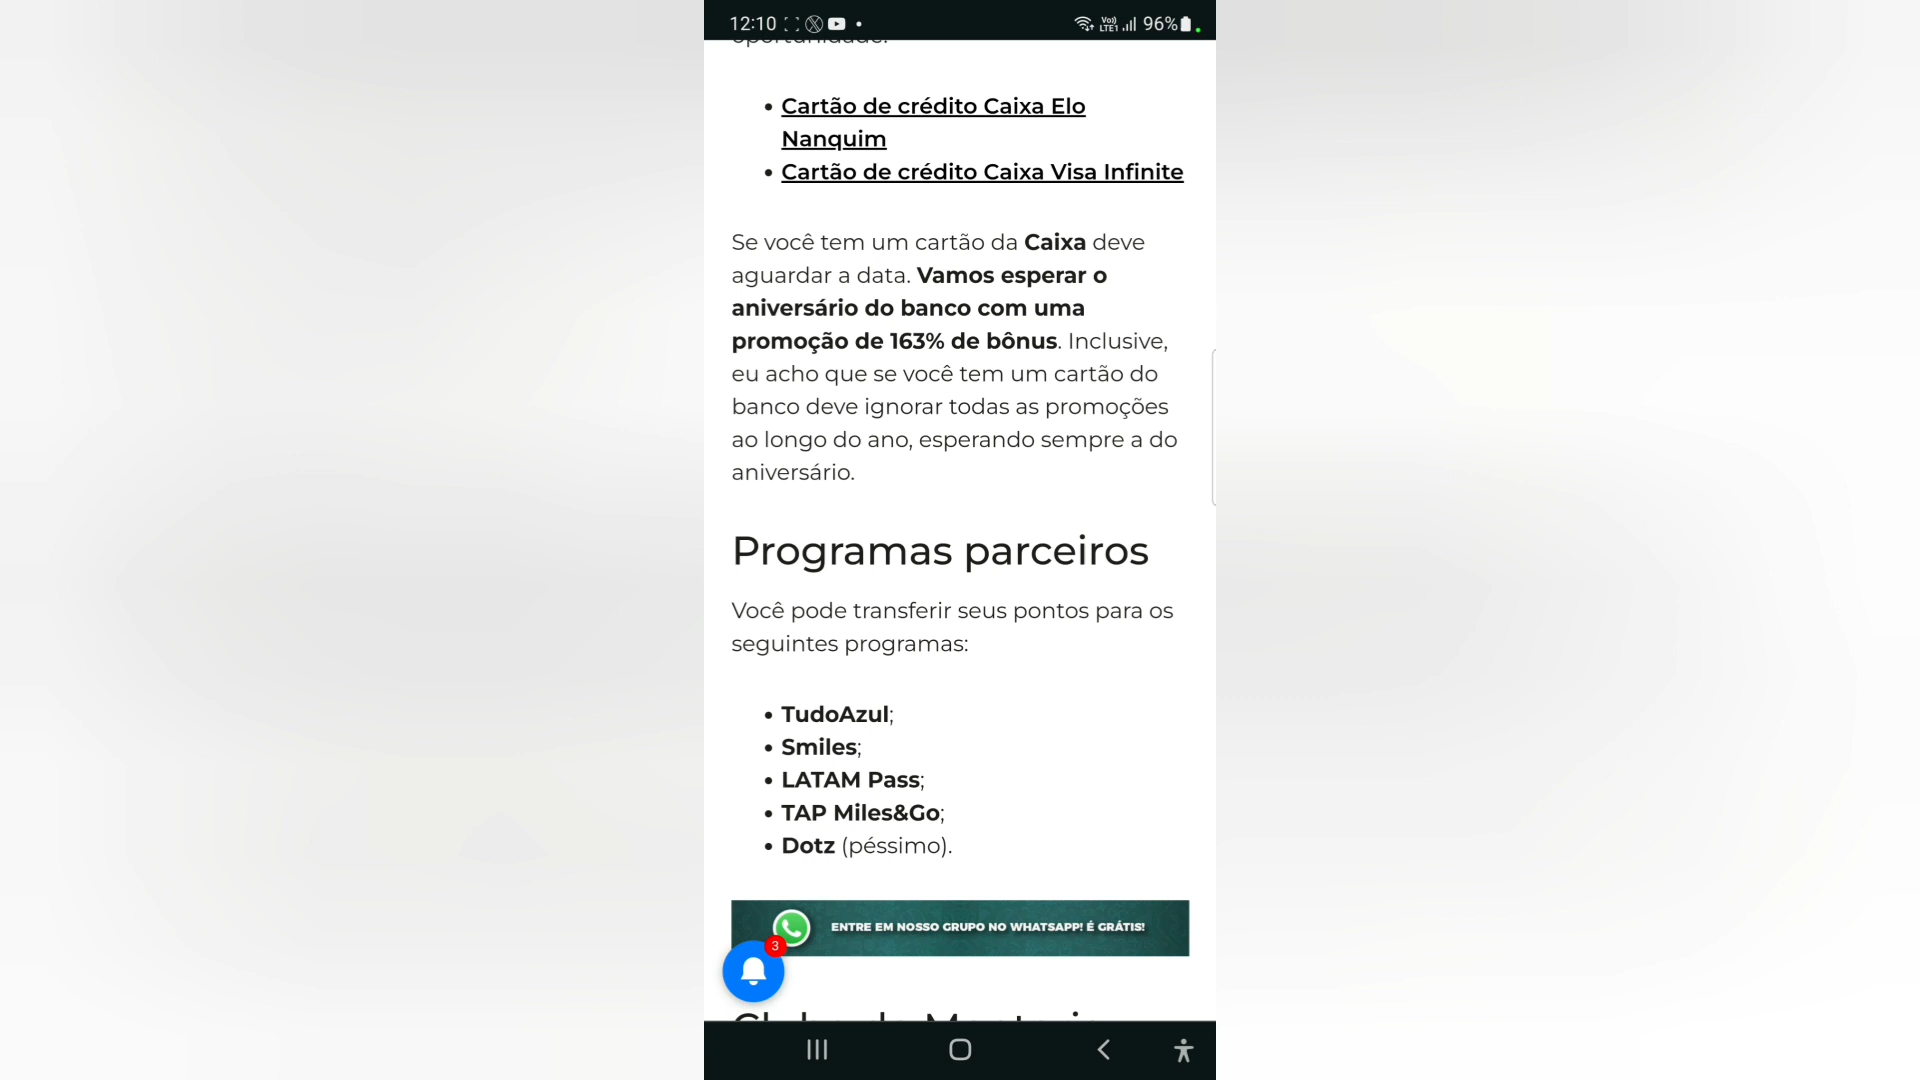 12:10
VoLTE1 96%
oportunidade.
• Cartão de crédito Caixa Elo
Nanquim
• Cartão de crédito Caixa Visa Infinite
Se você tem um cartão da Caixa deve
aguardar a data. Vamos esperar o
aniversário do banco com uma
promoção de 163% de bônus. Inclusive,
eu acho que se você tem um cartão do
banco deve ignorar todas as promoções
ao longo do ano, esperando sempre a do
aniversário.
Programas parceiros
Você pode transferir seus pontos para os
seguintes programas:
• TudoAzul;
• Smiles;
• LATAM Pass;
• TAP Miles&Go;
• Dotz (péssimo).
ENTRE EM NOSSO GRUPO NO WHATSAPP! É GRÁTIS!
3